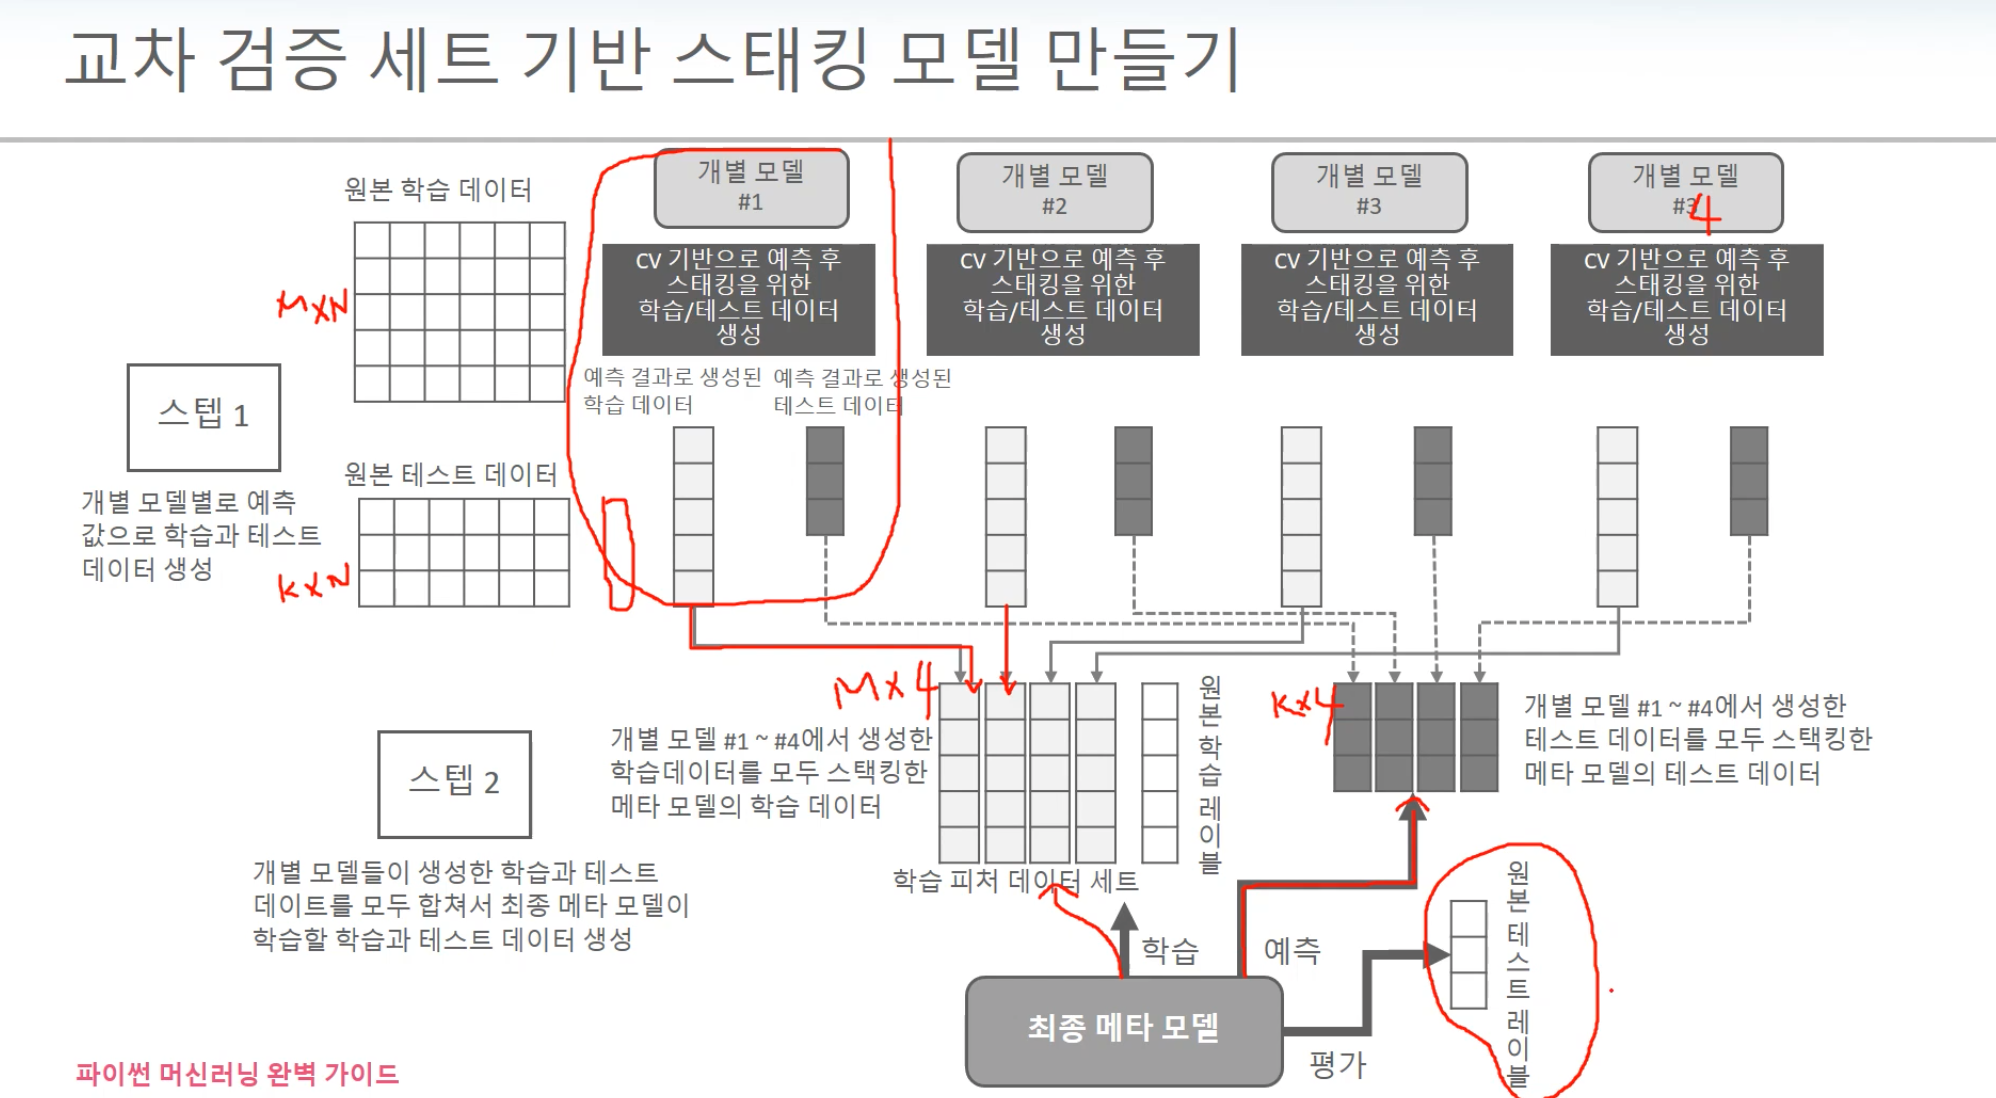 교차 검증 세트 기반 스태킹 모델 만들기
원본 학습 데이터
M×N
개별 모델
#1
개별 모델
#2
개별 모델
#3
개별 모델
#3
4
CV 기반으로 예측 후
스태킹을 위한
학습/테스트 데이터
생성
CV 기반으로 예측 후
스태킹을 위한
학습/테스트 데이터
생성
CV 기반으로 예측 후
스태킹을 위한
학습/테스트 데이터
생성
CV 기반으로 예측 후
스태킹을 위한
학습/테스트 데이터
생성
예측 결과로 생성된
학습 데이터
예측 결과로 생성된
테스트 데이터
스텝 1
개별 모델별로 예측
값으로 학습과 테스트
데이터 생성
원본 테스트 데이터
K×N
M×4
K×4
스텝 2
개별 모델들이 생성한 학습과 테스트
데이트를 모두 합쳐서 최종 메타 모델이
학습할 학습과 테스트 데이터 생성
개별 모델 #1 ~ #4에서 생성한
학습데이터를 모두 스택킹한
메타 모델의 학습 데이터
원본 학습 레이블
학습 피처 데이터 세트
개별 모델 #1 ~ #4에서 생성한
테스트 데이터를 모두 스택킹한
메타 모델의 테스트 데이터
학습
예측
원본 테스트 레이블
최종 메타 모델
평가
파이썬 머신러닝 완벽 가이드